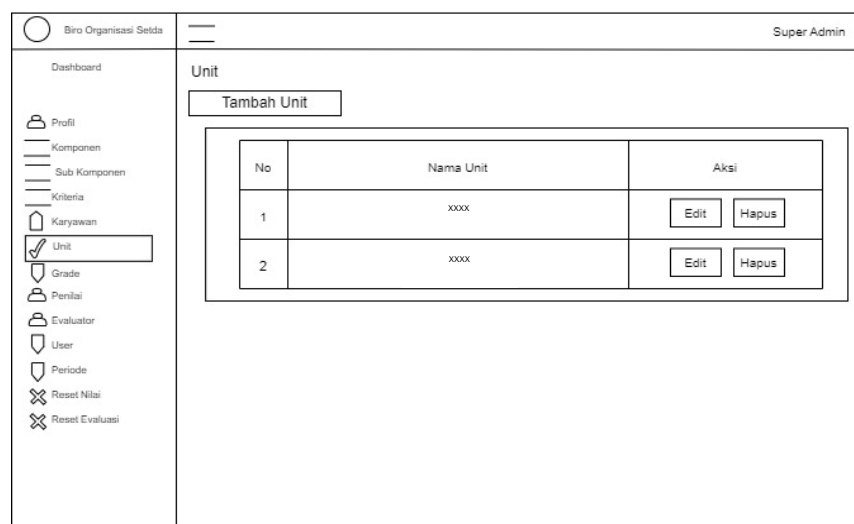 Biro Organisasi Setda
Super Admin
Dashboard
Profil
Komponen
Sub Komponen
Kriteria
Karyawan
Unit
Grade
Penilai
Evaluator
User
Periode
Reset Nilai
Reset Evaluasi
Unit
Tambah Unit
No Nama Unit Aksi
1 xxxx Edit Hapus
2 xxxx Edit Hapus